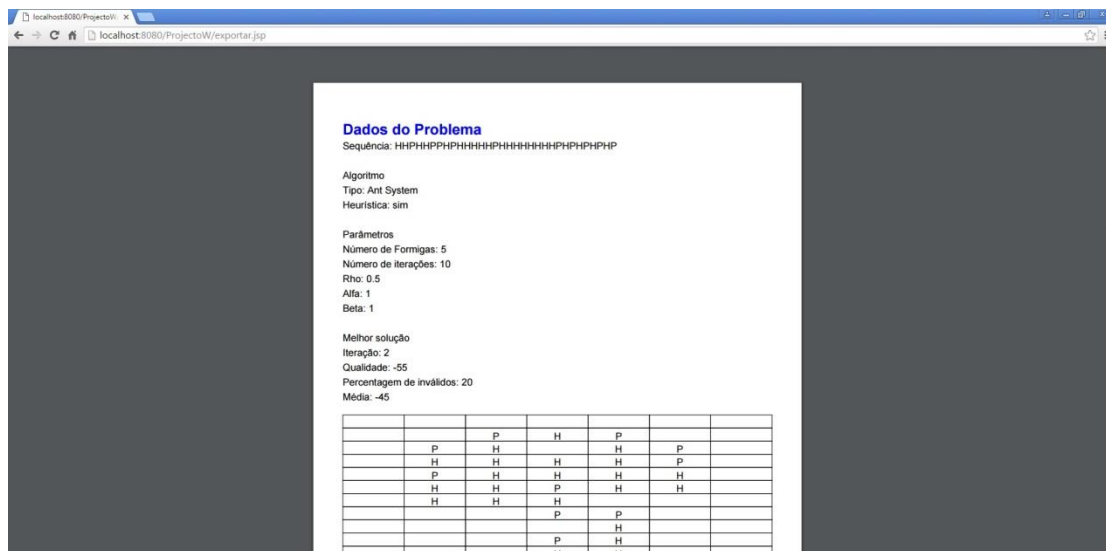 localhost:8080/ProjectoW
localhost:8080/ProjectoW/exportar.jsp
Dados do Problema
Sequência: HHPHHPPHPHHHHHPHHHHHHHHPHPHPHPHP
Algoritmo
Tipo: Ant System
Heurística: sim
Parâmetros
Número de Formigas: 5
Número de iterações: 10
Rho: 0.5
Alfa: 1
Beta: 1
Melhor solução
Iteração: 2
Qualidade: -55
Percentagem de inválidos: 20
Média: -45
P H P
P H H P
H H H H P
P H H H H
H H P H H
H H H
P P
H
P H